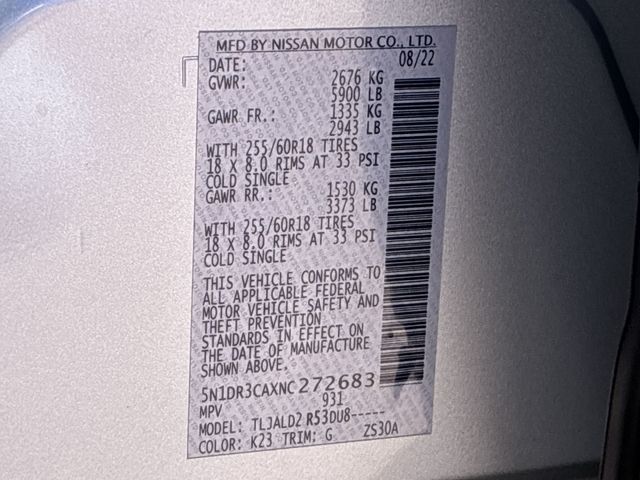 MFD BY NISSAN MOTOR CO., LTD.
DATE: 08/22
GVWR: 2676 KG
5900 LB
GAWR FR.: 1335 KG
2943 LB
WITH 255/60R18 TIRES
18 X 8.0 RIMS AT 33 PSI
COLD SINGLE
GAWR RR.: 1530 KG
3373 LB
WITH 255/60R18 TIRES
18 X 8.0 RIMS AT 33 PSI
COLD SINGLE
THIS VEHICLE CONFORMS TO
ALL APPLICABLE FEDERAL
MOTOR VEHICLE SAFETY AND
THEFT PREVENTION
STANDARDS IN EFFECT ON
THE DATE OF MANUFACTURE
SHOWN ABOVE.
5N1DR3CAXNC272683
MPV 931
MODEL: TLJALD2 R53DU8-----
COLOR: K23 TRIM: G ZS30A